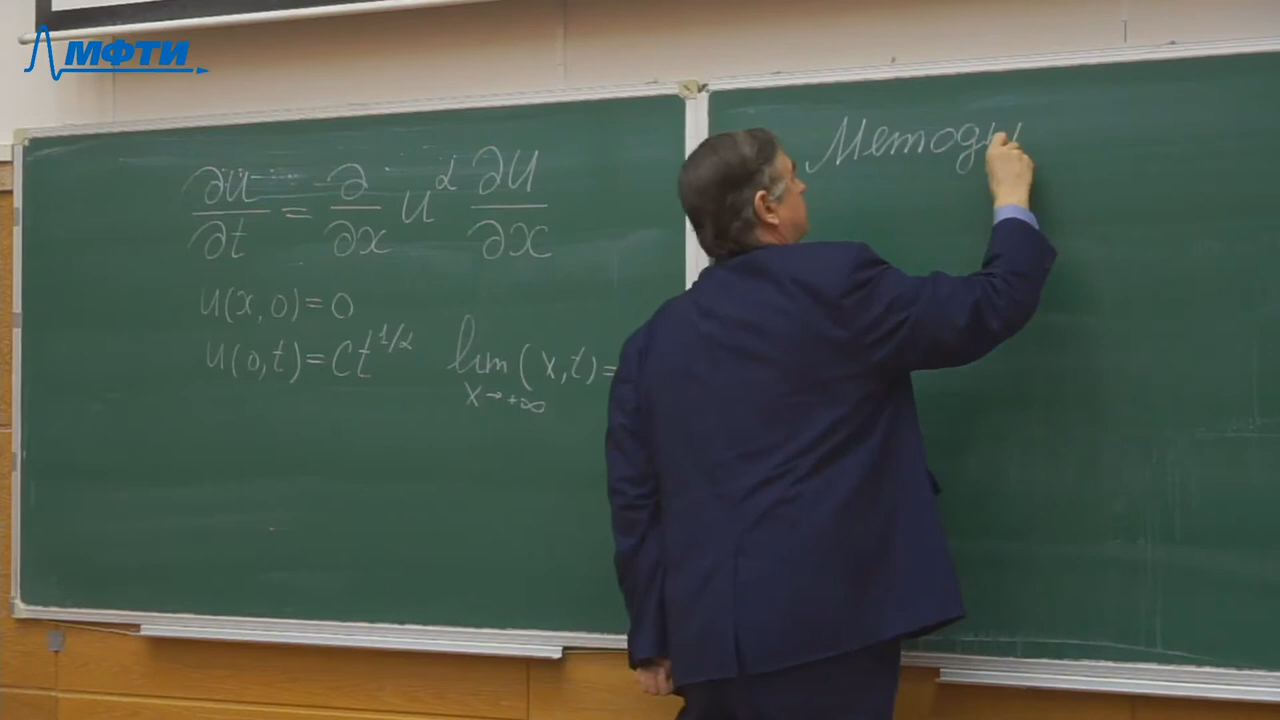 МФТИ
∂u/∂t = ∂/∂x u^α ∂u/∂x
u(x,0)=0
u(0,t)=Ct^1/α
lim (x,t)=
x→+∞
Методы